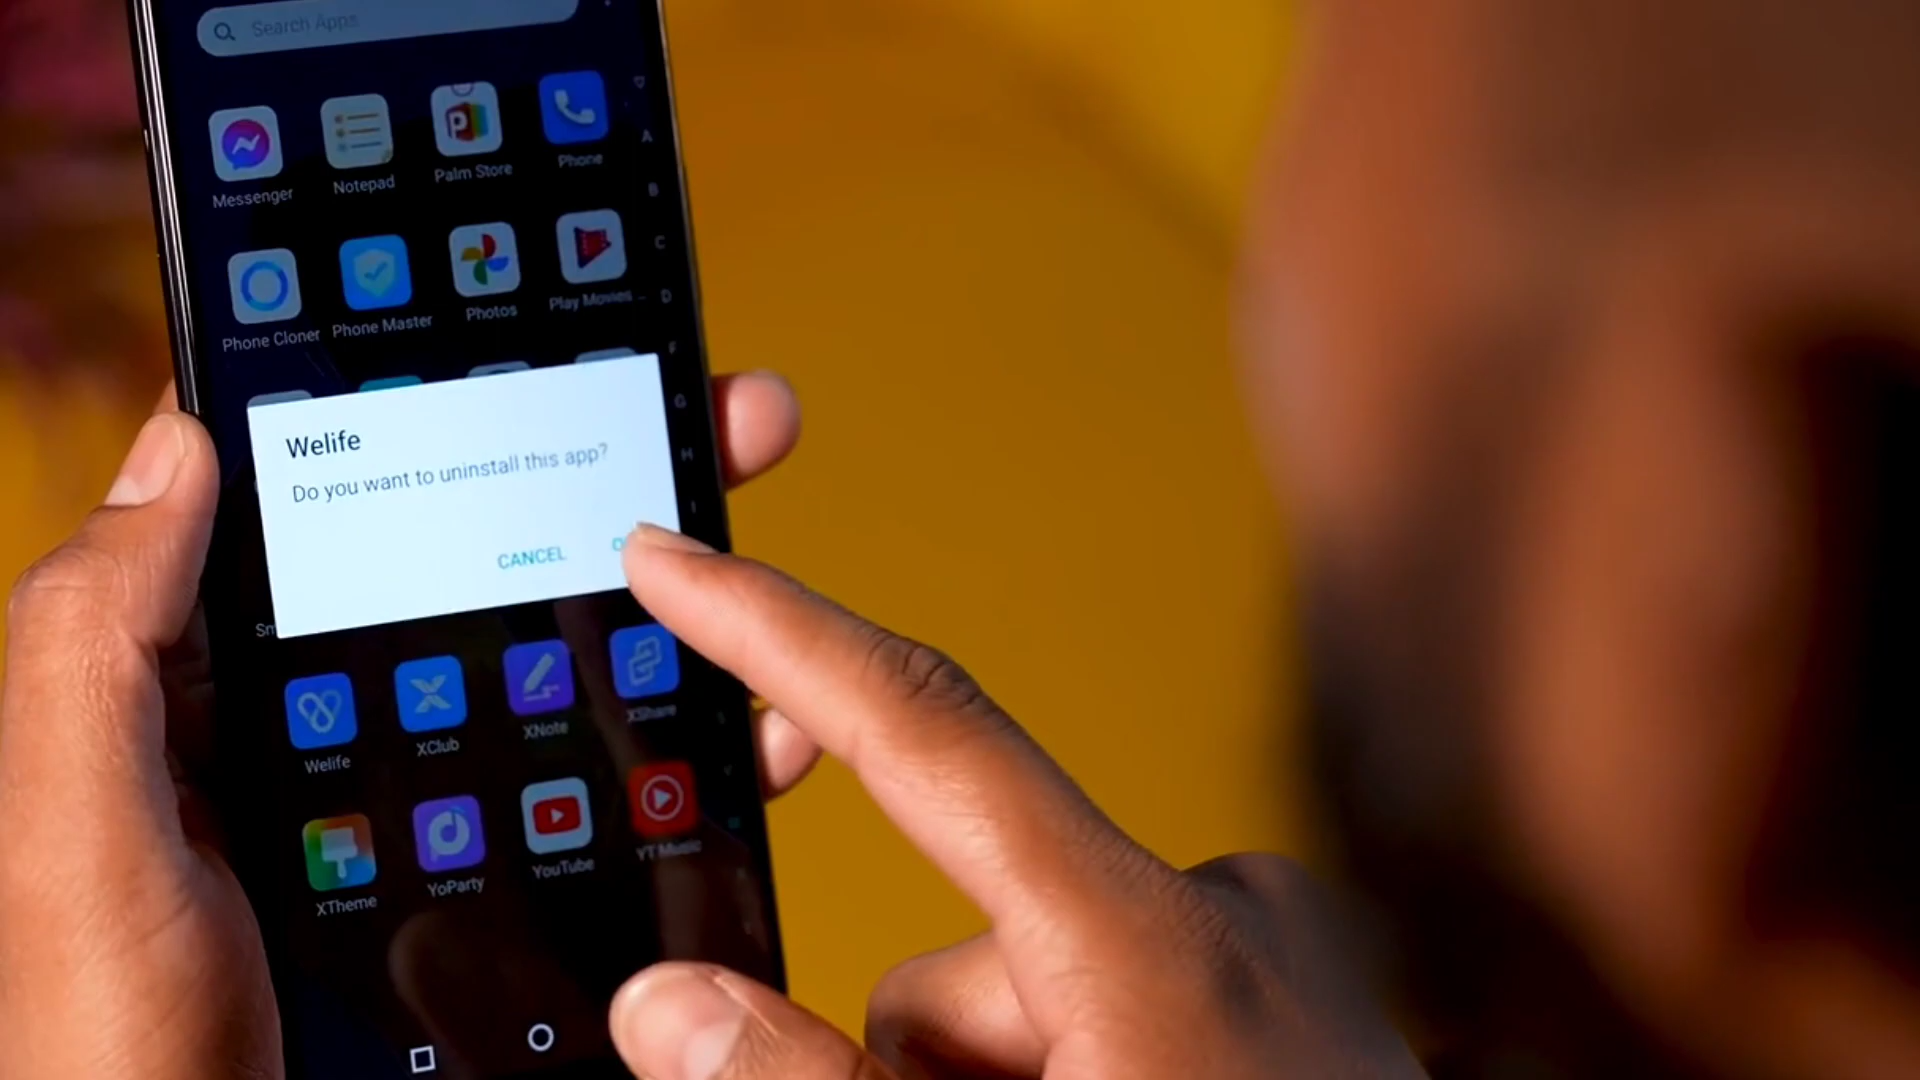 Search Apps
Messenger
Notepad
Palm Store
Phone
Phone Cloner
Phone Master
Photos
Play Movies
Welife
Do you want to uninstall this app?
CANCEL
Welife
XClub
XNote
XShare
XTheme
YoParty
YouTube
YT Music
A
B
C
D
F
G
H
I